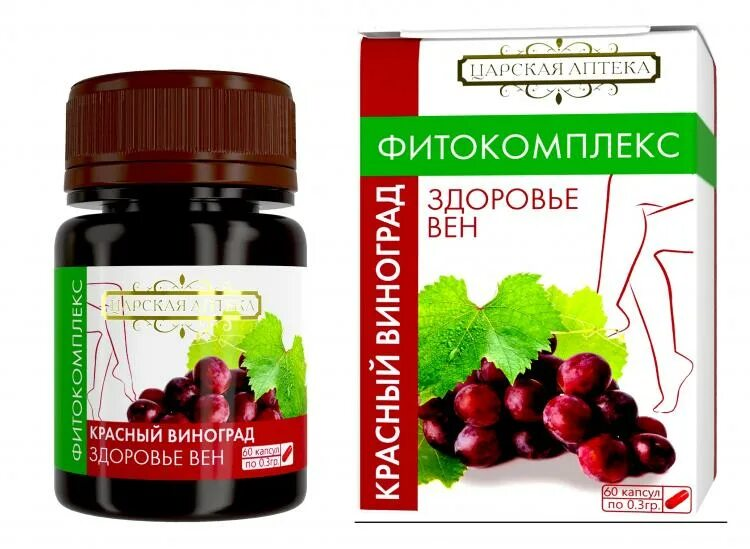 ЦАРСКАЯ АПТЕКА
ФИТОКОМПЛЕКС
КРАСНЫЙ ВИНОГРАД
ЗДОРОВЬЕ ВЕН
60 капсул
по 0.3гр.
ЦАРСКАЯ АПТЕКА
ФИТОКОМПЛЕКС
КРАСНЫЙ ВИНОГРАД
ЗДОРОВЬЕ
ВЕН
60 капсул
по 0.3гр.